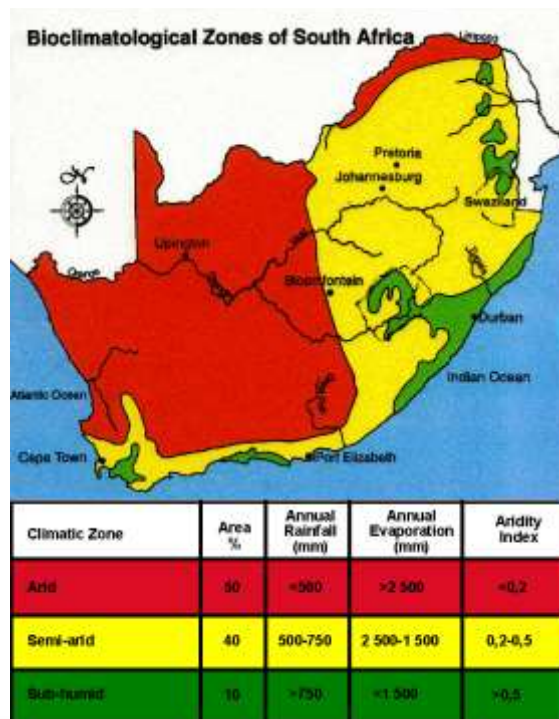 Bioclimatological Zones of South Africa
Limpopo
Pretoria
Johannesburg
Swaziland
Upington
Vaal
Orange
Bloemfontein
Durban
Indian Ocean
Atlantic Ocean
Cape Town
Port Elizabeth
Climatic Zone
Area %
Annual Rainfall (mm)
Annual Evaporation (mm)
Aridity Index
Arid 50 <500 >2 500 <0,2
Semi-arid 40 500-750 2 500-1 500 0,2-0,5
Sub-humid 10 >750 <1 500 >0,5